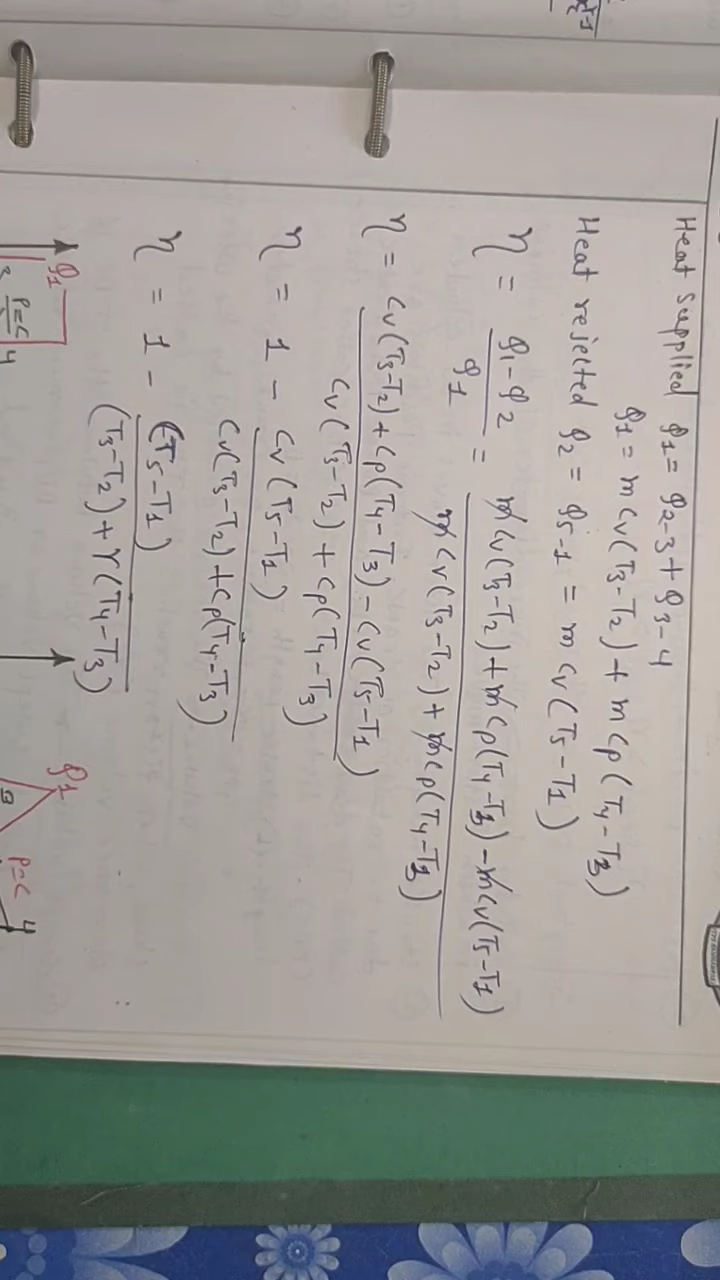 Heat Supplied Q1 = Q2-3 + Q3-4
Q1 = m Cv (T3-T2) + m Cp (T4-T3)
Heat rejected Q2 = Q5-1 = m Cv (T5-T1)
η = Q1-Q2 / Q1 = m Cv (T3-T2) + m Cp (T4-T3) - m Cv (T5-T1) / m Cv (T3-T2) + m Cp (T4-T3)
η = Cv (T3-T2) + Cp (T4-T3) - Cv (T5-T1) / Cv (T3-T2) + Cp (T4-T3)
η = 1 - Cv (T5-T1) / Cv (T3-T2) + Cp (T4-T3)
η = 1 - (T5-T1) / (T3-T2) + γ (T4-T3)
Q1
P=C
3
4
Q1
P=C
4